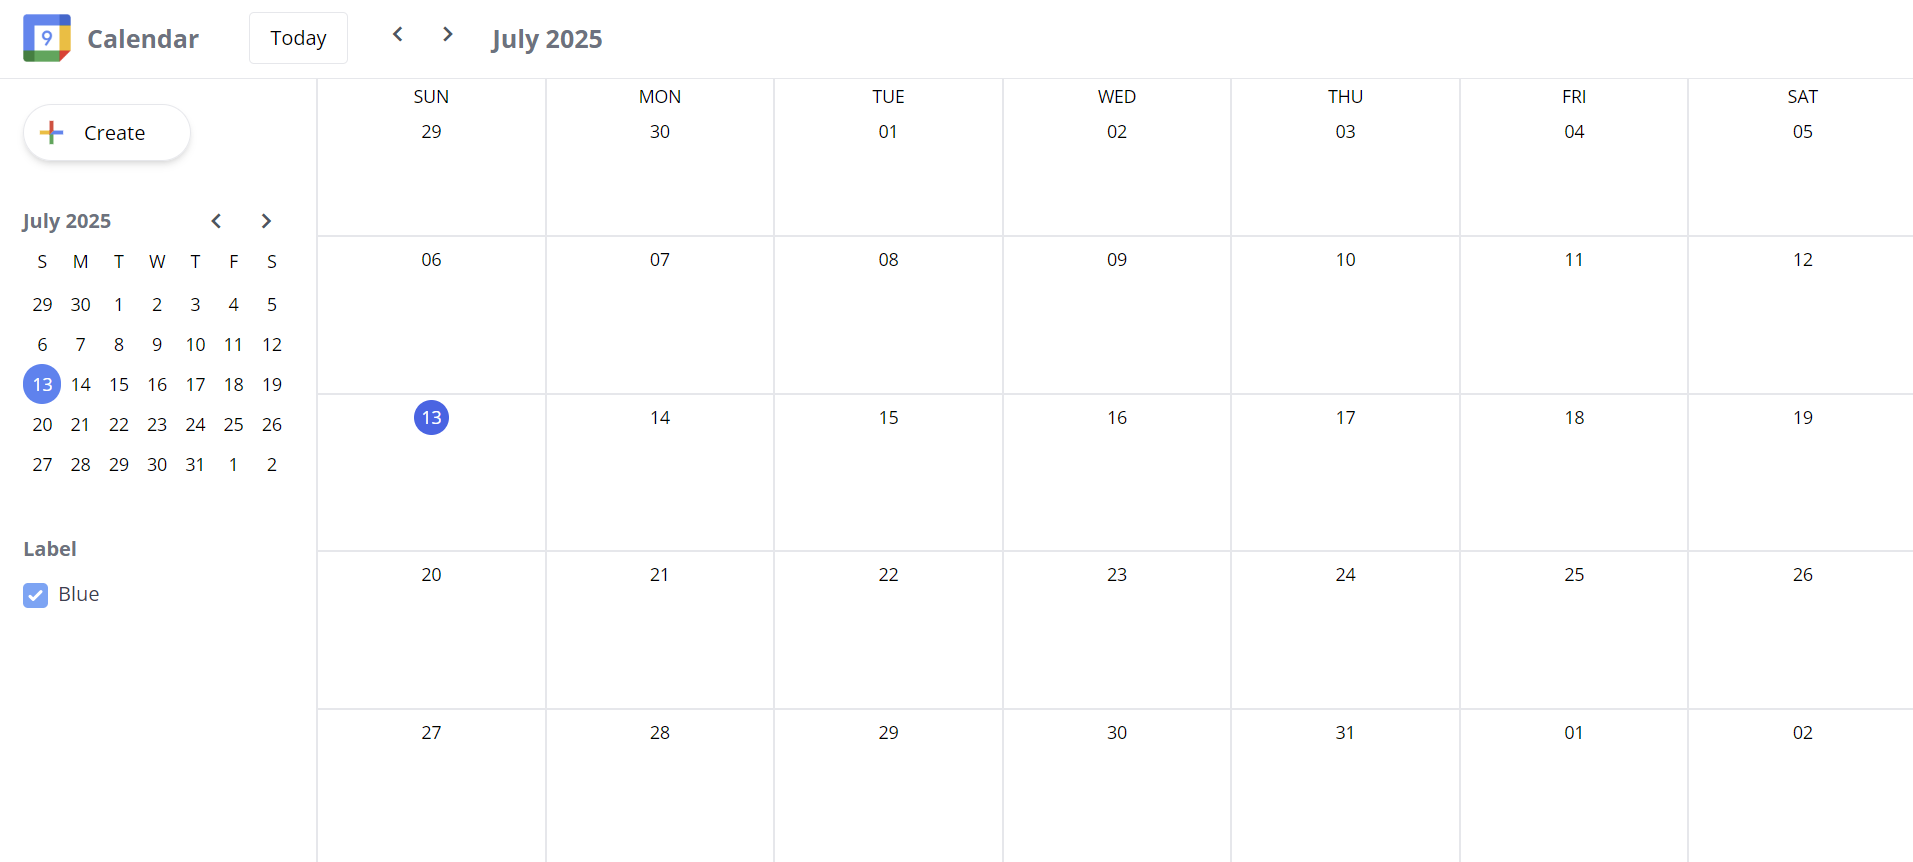 9 Calendar Today July 2025
Create
July 2025
S M T W T F S
29 30 1 2 3 4 5
6 7 8 9 10 11 12
13 14 15 16 17 18 19
20 21 22 23 24 25 26
27 28 29 30 31 1 2
Label
Blue
SUN MON TUE WED THU FRI SAT
29 30 01 02 03 04 05
06 07 08 09 10 11 12
13 14 15 16 17 18 19
20 21 22 23 24 25 26
27 28 29 30 31 01 02